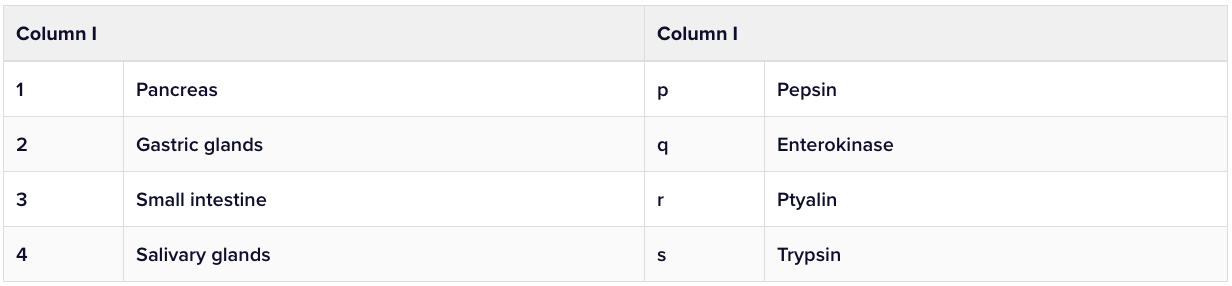 Column I Column I
1 Pancreas p Pepsin
2 Gastric glands q Enterokinase
3 Small intestine r Ptyalin
4 Salivary glands s Trypsin